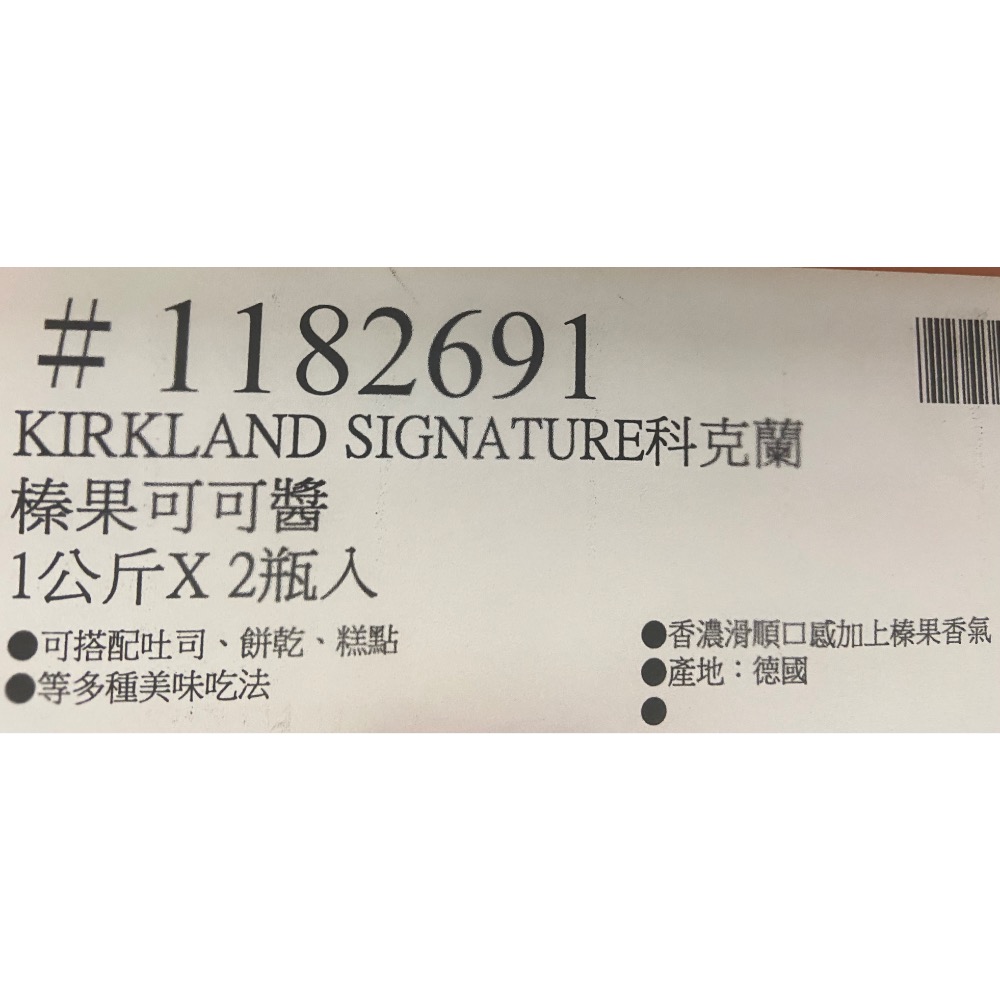 # 1182691
KIRKLAND SIGNATURE科克蘭
榛果可可醬
1公斤X 2瓶入
●可搭配吐司、餅乾、糕點
●等多種美味吃法
●香濃滑順口感加上榛果香氣
●產地：德國
●